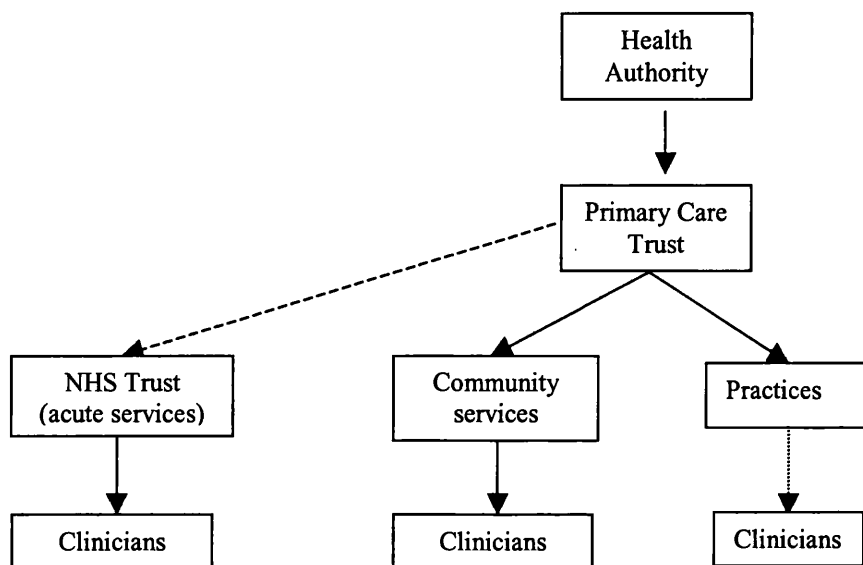 Health
Authority
Primary Care
Trust
NHS Trust
(acute services)
Community
services
Practices
Clinicians
Clinicians
Clinicians